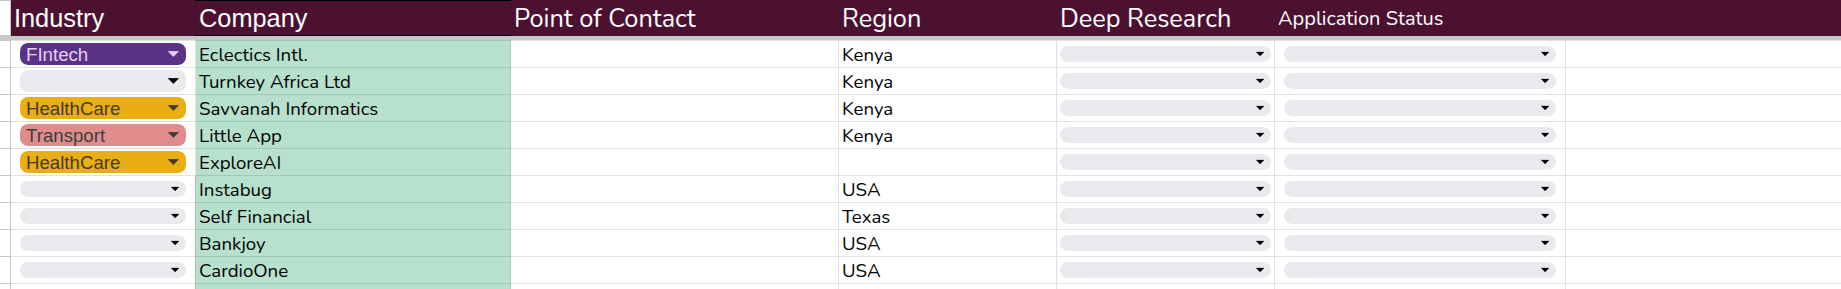 Industry Company Point of Contact Region Deep Research Application Status
FIntech Eclectics Intl. Kenya
Turnkey Africa Ltd Kenya
HealthCare Savvanah Informatics Kenya
Transport Little App Kenya
HealthCare ExploreAI
Instabug USA
Self Financial Texas
Bankjoy USA
CardioOne USA